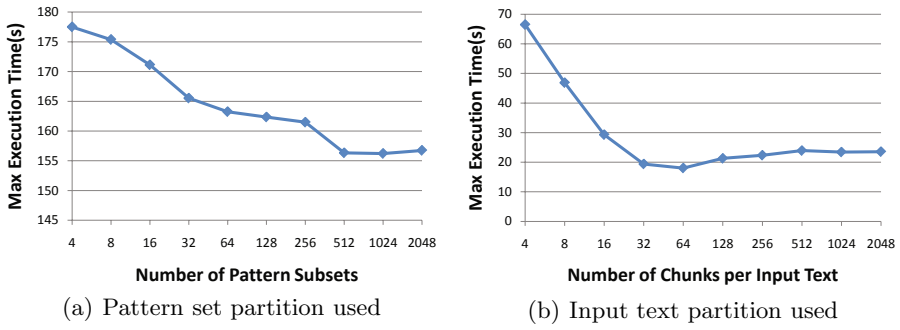 Max Execution Time(s)
180
175
170
165
160
155
150
145
4 8 16 32 64 128 256 512 1024 2048
Number of Pattern Subsets
(a) Pattern set partition used
Max Execution Time(s)
70
60
50
40
30
20
10
0
4 8 16 32 64 128 256 512 1024 2048
Number of Chunks per Input Text
(b) Input text partition used